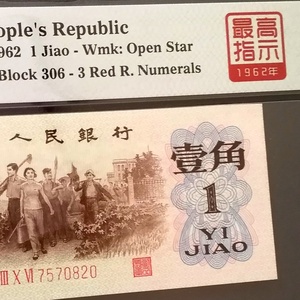 ople's Republic
962 1 Jiao - Wmk: Open Star
Block 306 - 3 Red R. Numerals
最高
指示
1962年
人民銀行
壹角
1
YI
JIAO
III X VI 7570820